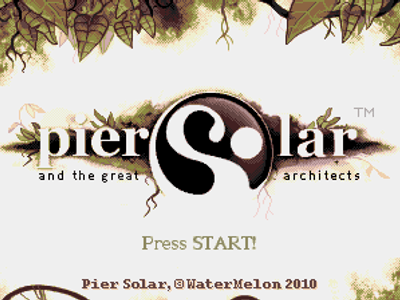 pier Solar™
and the great architects
Press START!
Pier Solar, © WaterMelon 2010